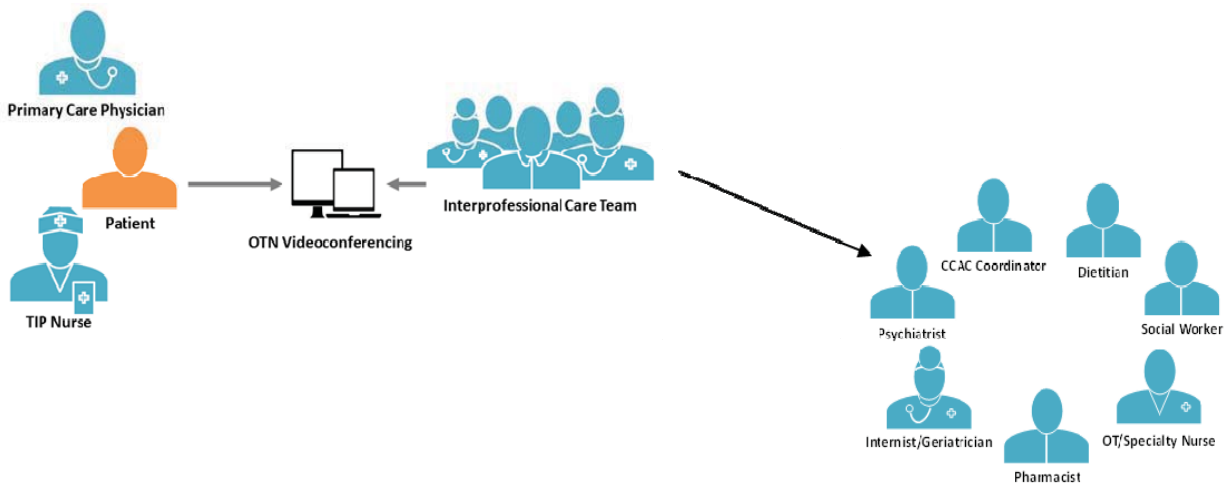 Primary Care Physician
Patient
TIP Nurse
OTN Videoconferencing
Interprofessional Care Team
CCAC Coordinator
Dietitian
Psychiatrist
Social Worker
Internist/Geriatrician
OT/Specialty Nurse
Pharmacist